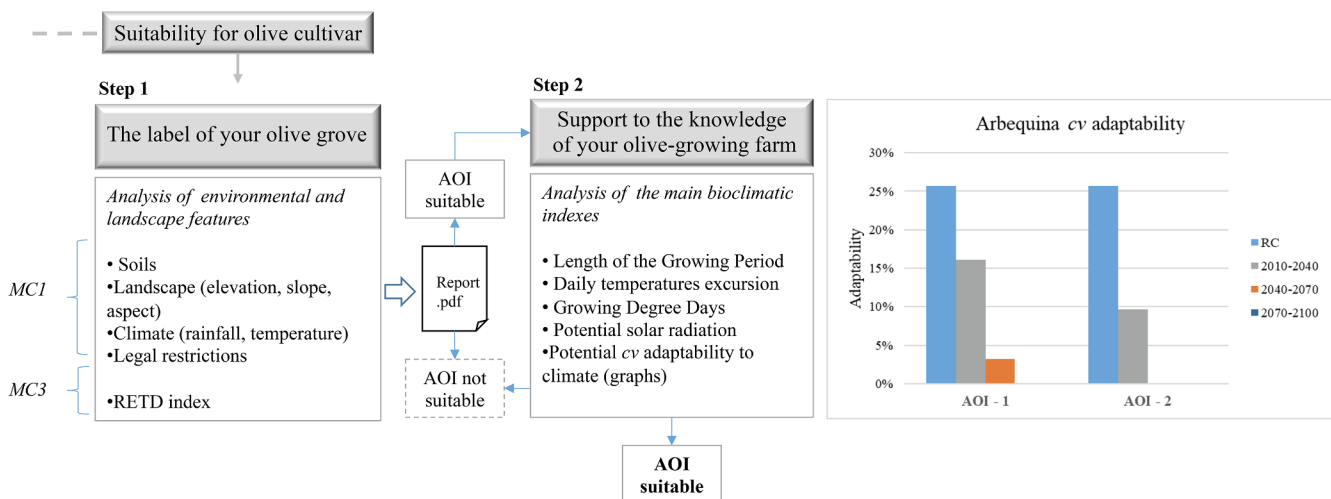 Suitability for olive cultivar
Step 1
The label of your olive grove
Analysis of environmental and
landscape features
• Soils
•Landscape (elevation, slope,
aspect)
•Climate (rainfall, temperature)
•Legal restrictions
•RETD index
MC1
MC3
AOI
suitable
Report
.pdf
AOI not
suitable
Step 2
Support to the knowledge
of your olive-growing farm
Analysis of the main bioclimatic
indexes
• Length of the Growing Period
• Daily temperatures excursion
• Growing Degree Days
• Potential solar radiation
•Potential cv adaptability to
climate (graphs)
AOI
suitable
Arbequina cv adaptability
Adaptability
30%
25%
20%
15%
10%
5%
0%
AOI - 1
AOI - 2
RC
2010-2040
2040-2070
2070-2100